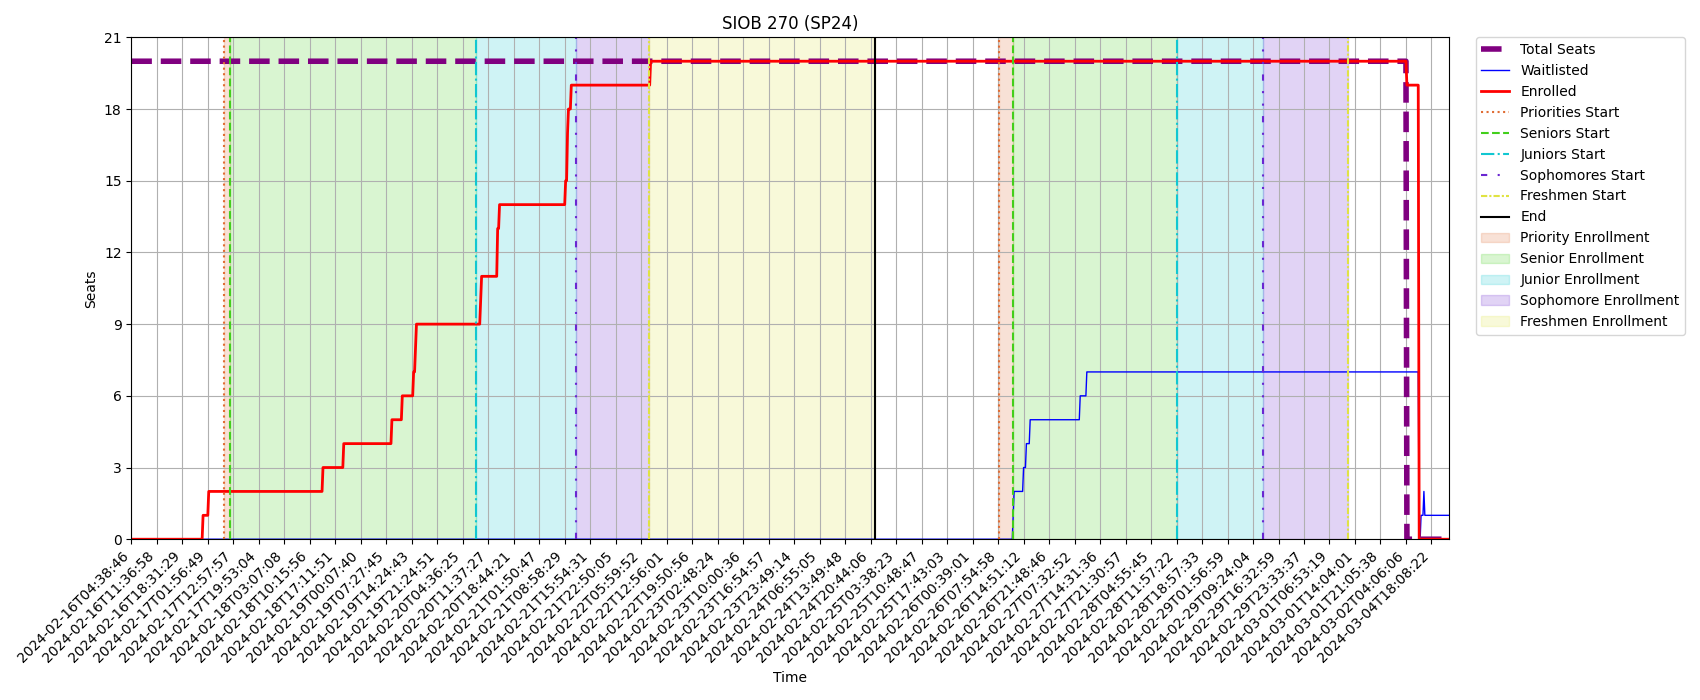 SIOB 270 (SP24)
21
18
15
12
9
6
3
0
Seats
Total Seats
Waitlisted
Enrolled
Priorities Start
Seniors Start
Juniors Start
Sophomores Start
Freshmen Start
End
Priority Enrollment
Senior Enrollment
Junior Enrollment
Sophomore Enrollment
Freshmen Enrollment
2024-02-16T04:38:46
2024-02-16T11:36:58
2024-02-16T18:31:29
2024-02-17T01:56:49
2024-02-17T12:57:57
2024-02-17T19:53:04
2024-02-18T03:07:08
2024-02-18T10:15:56
2024-02-18T17:11:51
2024-02-19T00:07:40
2024-02-19T07:27:45
2024-02-19T14:24:43
2024-02-19T21:24:51
2024-02-20T04:36:25
2024-02-20T11:37:27
2024-02-20T18:44:21
2024-02-21T01:50:47
2024-02-21T08:58:29
2024-02-21T15:54:31
2024-02-21T22:50:05
2024-02-22T05:59:52
2024-02-22T12:56:01
2024-02-22T19:50:56
2024-02-23T02:48:24
2024-02-23T10:00:36
2024-02-23T16:54:57
2024-02-23T23:49:14
2024-02-24T06:55:05
2024-02-24T13:49:48
2024-02-24T20:44:06
2024-02-25T03:38:23
2024-02-25T10:48:47
2024-02-25T17:43:03
2024-02-26T00:39:01
2024-02-26T07:54:58
2024-02-26T14:51:12
2024-02-26T21:48:46
2024-02-27T07:32:52
2024-02-27T14:31:36
2024-02-27T21:30:57
2024-02-28T04:55:45
2024-02-28T11:57:22
2024-02-28T18:57:33
2024-02-29T01:56:59
2024-02-29T09:24:04
2024-02-29T16:32:59
2024-02-29T23:33:37
2024-03-01T06:53:19
2024-03-01T14:04:01
2024-03-01T21:05:38
2024-03-02T04:06:06
2024-03-04T18:08:22
Time